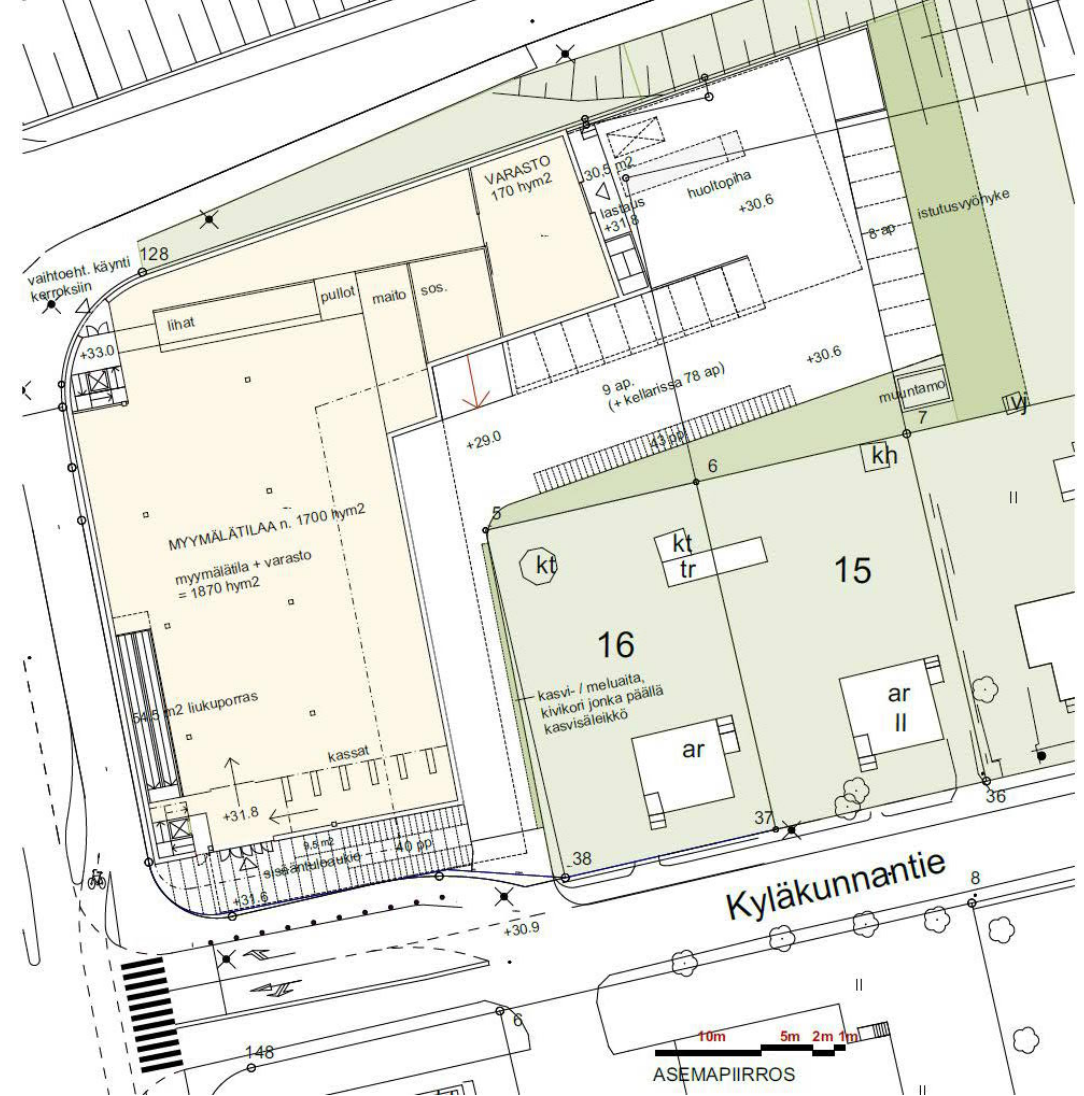 VARASTO
170 hym2
30,5 m2
lastaus
+31.8
huoltopiha
+30.6
8 ap
istutusvyöhyke
128
vaihtoeht. käynti
kerroksiin
pullot
maito
sos.
lihat
+33.0
9 ap.
(+ kellarissa 78 ap)
+30.6
muuntamo
vj
7
+29.0
43 pp
6
kh
5
II
MYYMÄLÄTILAA n. 1700 hym2
myymälätila + varasto
= 1870 hym2
kt
kt
tr
15
16
kasvi- / meluaita,
kivikori jonka päällä
kasvisäleikkö
54,5 m2 liukuporras
ar
II
ar
kassat
36
+31.8
37
9,5 m2
sisääntuloaukio
40 pp
38
+31.6
Kyläkunnantie
8
+30.9
II
6
10m 5m 2m 1m
148
ASEMAPIIRROS
II